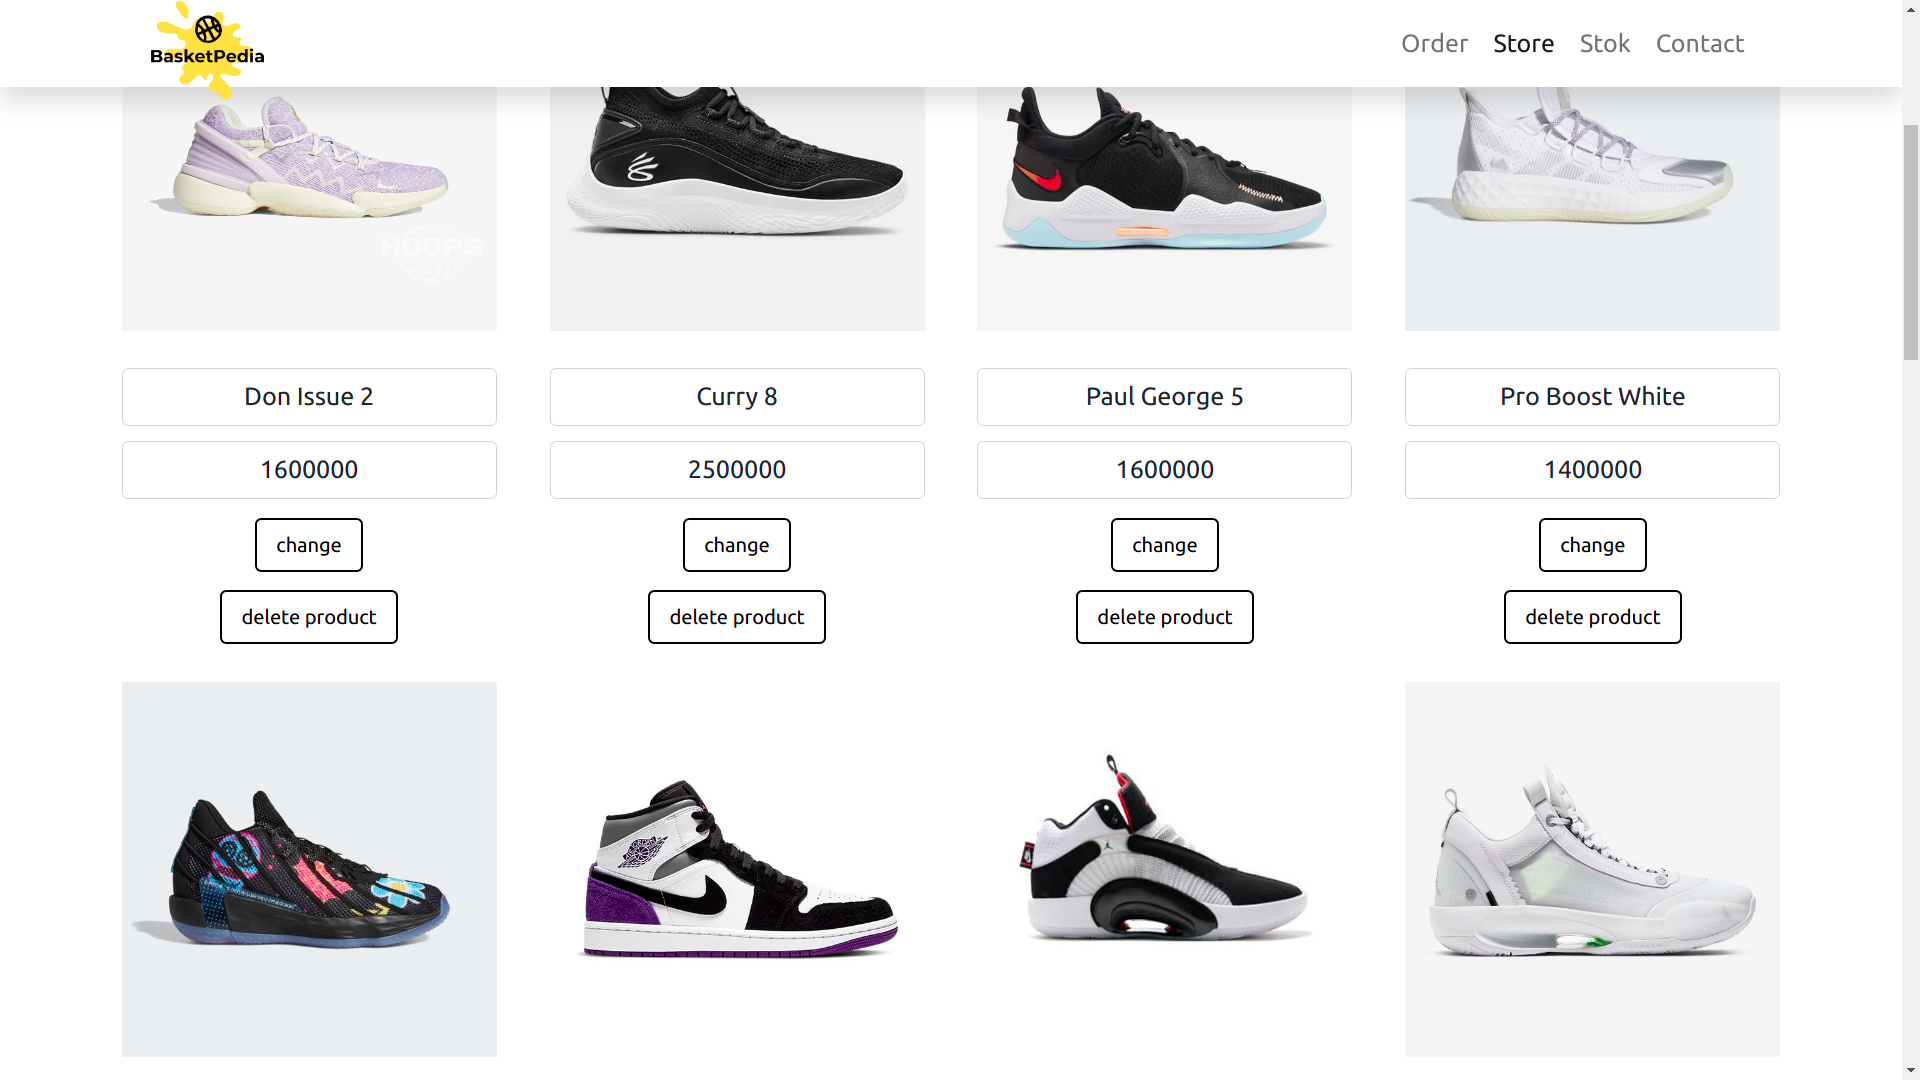 BasketPedia
Order Store Stok Contact
HOOPS
Don Issue 2
Curry 8
Paul George 5
Pro Boost White
1600000
2500000
1600000
1400000
change
change
change
change
delete product
delete product
delete product
delete product